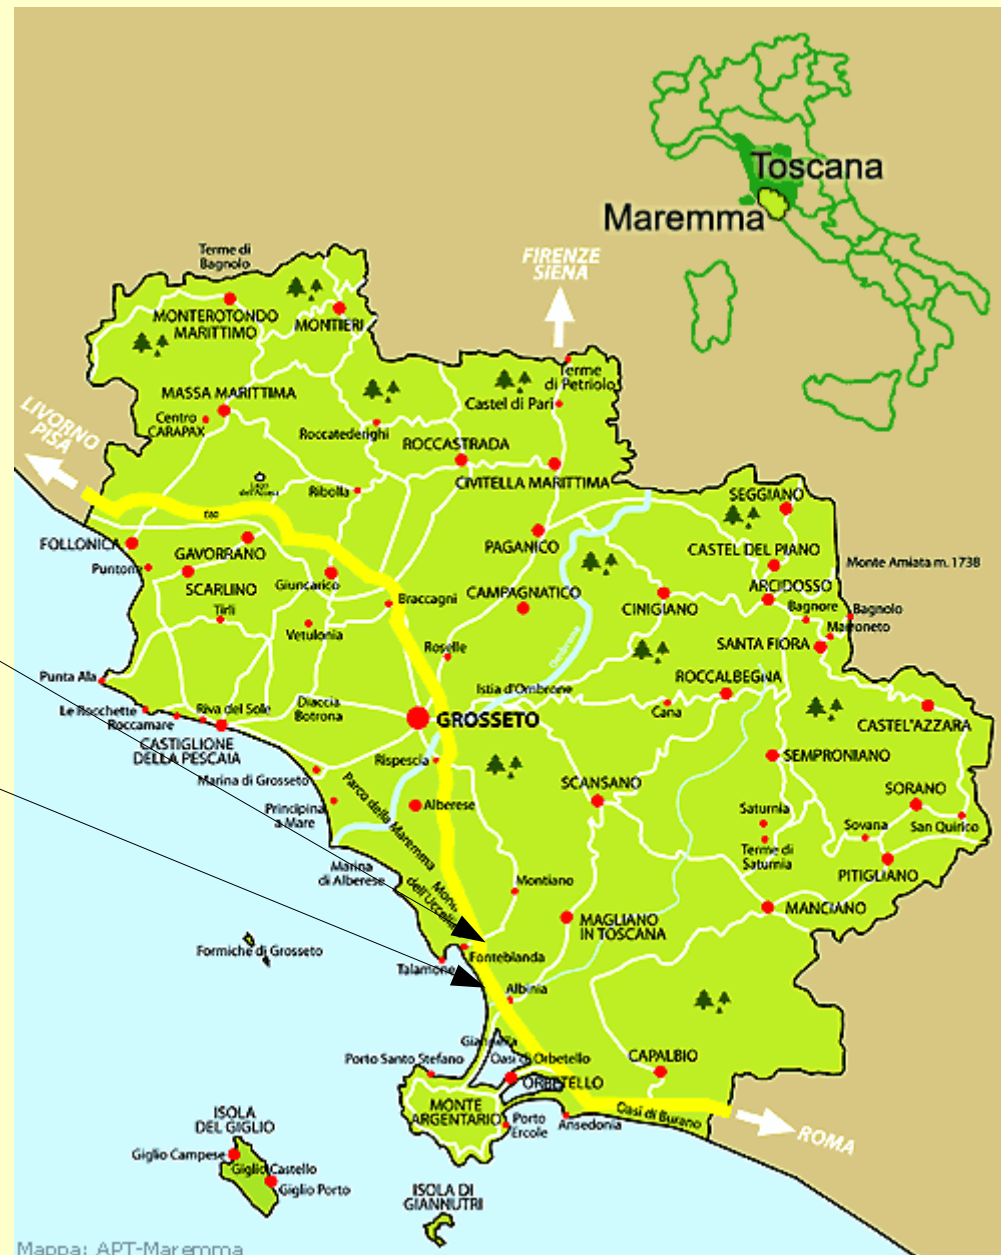 Toscana
Maremma
FIRENZE
SIENA
Terme di
Bagnolo
MONTEROTONDO
MARITTIMO
MONTIERI
Terme
di Petriolo
MASSA MARITTIMA
Castel di Pari
Centro
CARAPAX
LIVORNO
PISA
Roccatederighi
ROCCASTRADA
CIVITELLA MARITTIMA
Ribolla
SEGGIANO
FOLLONICA
GAVORRANO
PAGANICO
CASTEL DEL PIANO
Monte Amiata m. 1738
Puntone
SCARLINO
Giuncarico
CAMPAGNATICO
ARCIDOSSO
Braccagni
CINIGIANO
Bagnore
Bagnolo
Tirli
Marroneto
Vetulonia
Roselle
Ombrone
SANTA FIORA
Punta Ala
Istia d'Ombrone
ROCCALBEGNA
Le Rocchette
Riva del Sole
Diaccia
Botrona
Cana
Roccamare
GROSSETO
CASTEL'AZZARA
CASTIGLIONE
DELLA PESCAIA
Rispescia
SEMPRONIANO
Marina di Grosseto
SCANSANO
SORANO
Principina
a Mare
Alberese
Saturnia
San Quirico
Parco della Maremma
Sovana
Terme di
Saturnia
Marina
di Alberese
PITIGLIANO
Montiano
dell'Uccellina
MANCIANO
MAGLIANO
IN TOSCANA
Formiche di Grosseto
Fonteblanda
Talamone
Albinia
Giannella
Porto Santo Stefano
Oasi di Orbetello
CAPALBIO
ORBETELLO
MONTE
ARGENTARIO
Oasi di Burano
ISOLA
DEL GIGLIO
Porto
Ercole
Ansedonia
ROMA
Giglio Campese
Giglio Castello
Giglio Porto
ISOLA DI
GIANNUTRI
Mappa: APT-Maremma